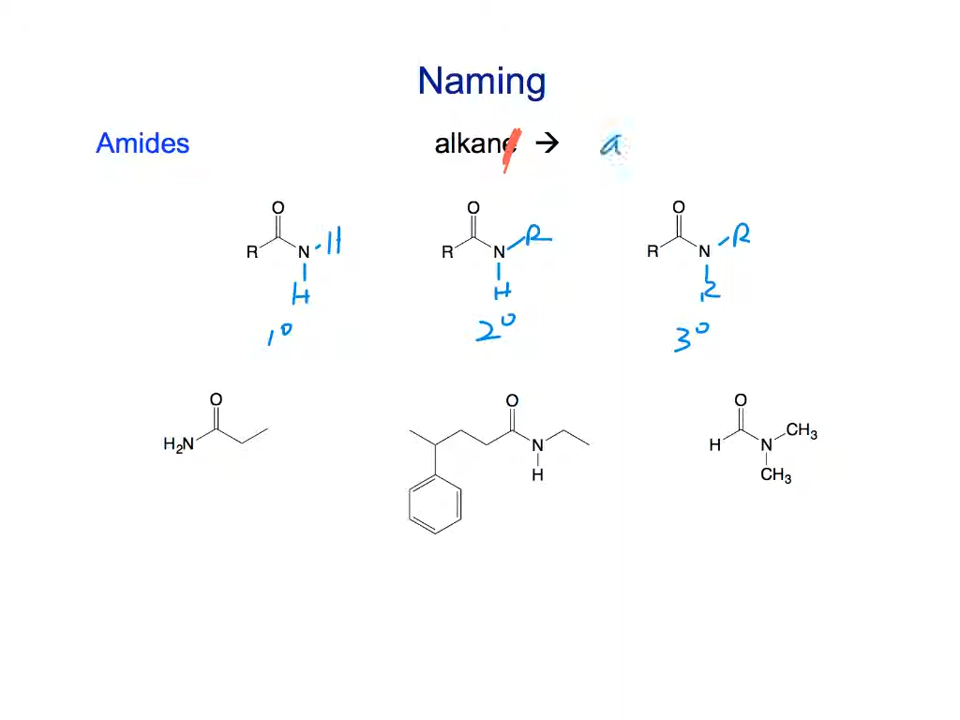 Naming
Amides alkane → a
O O O
R N H R N R R N R
H H R
1° 2° 3°
O O O
H₂N N H N CH₃
H CH₃